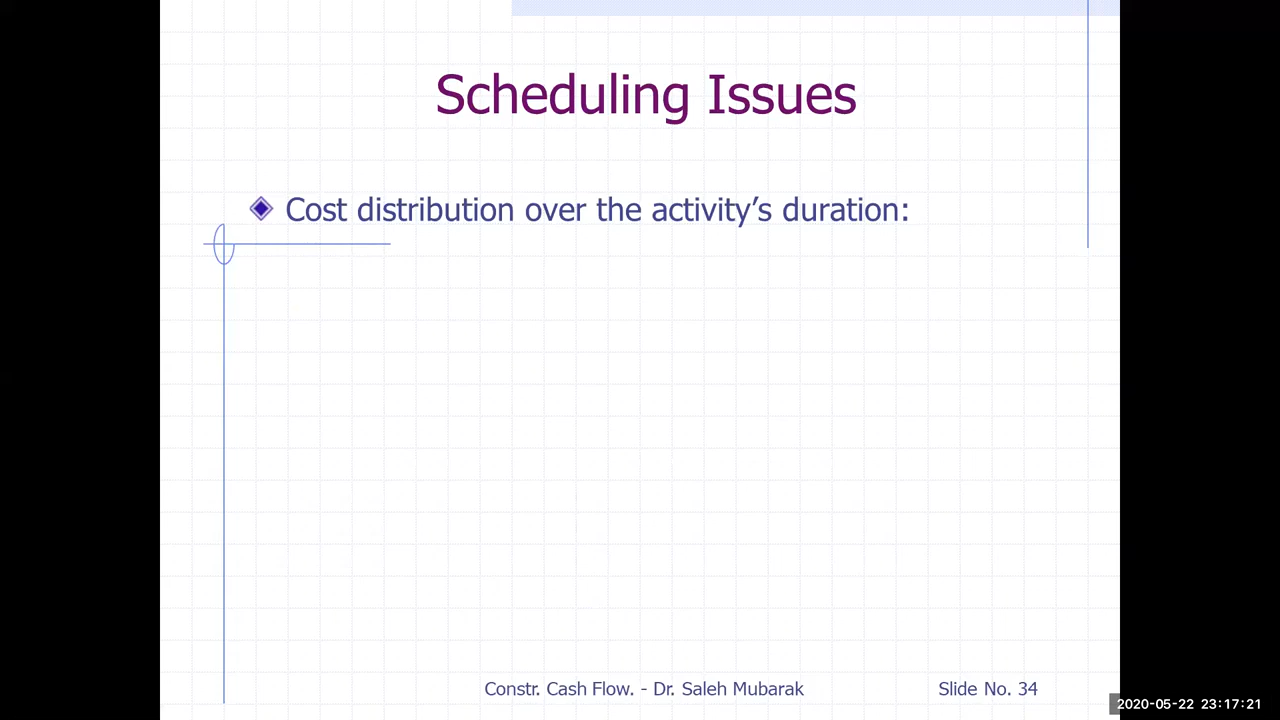 Scheduling Issues
Cost distribution over the activity’s duration:
Constr. Cash Flow. - Dr. Saleh Mubarak
Slide No. 34
2020-05-22 23:17:21